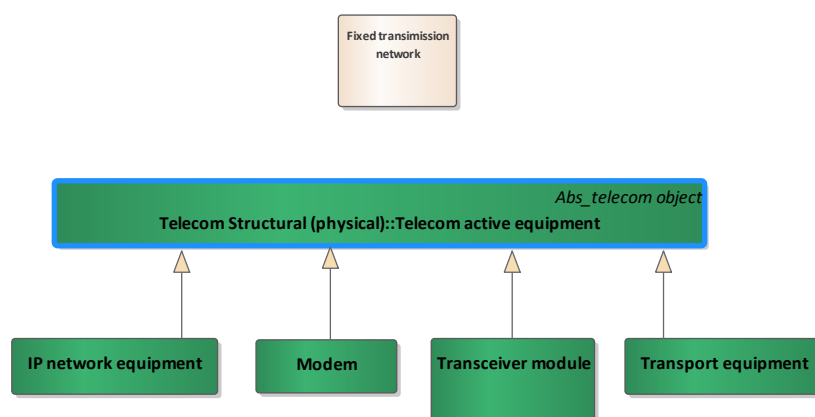 Fixed transimission
network
Abs_telecom object
Telecom Structural (physical)::Telecom active equipment
IP network equipment
Modem
Transceiver module
Transport equipment